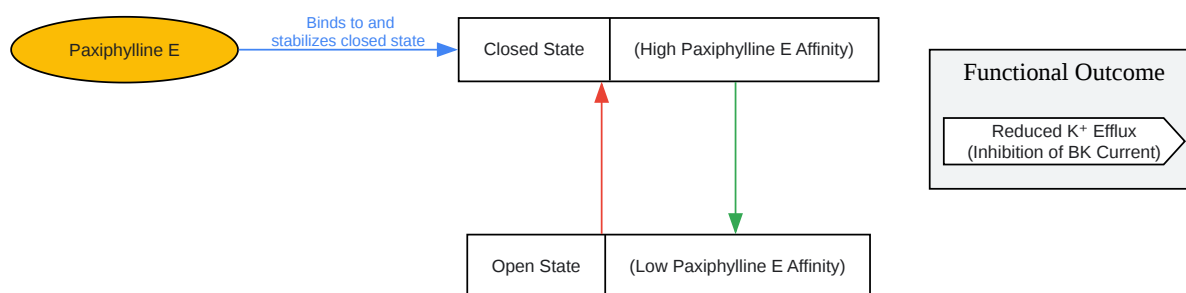 Paxiphylline E
Binds to and
stabilizes closed state
Closed State
(High Paxiphylline E Affinity)
Functional Outcome
Reduced K⁺ Efflux
(Inhibition of BK Current)
Open State
(Low Paxiphylline E Affinity)